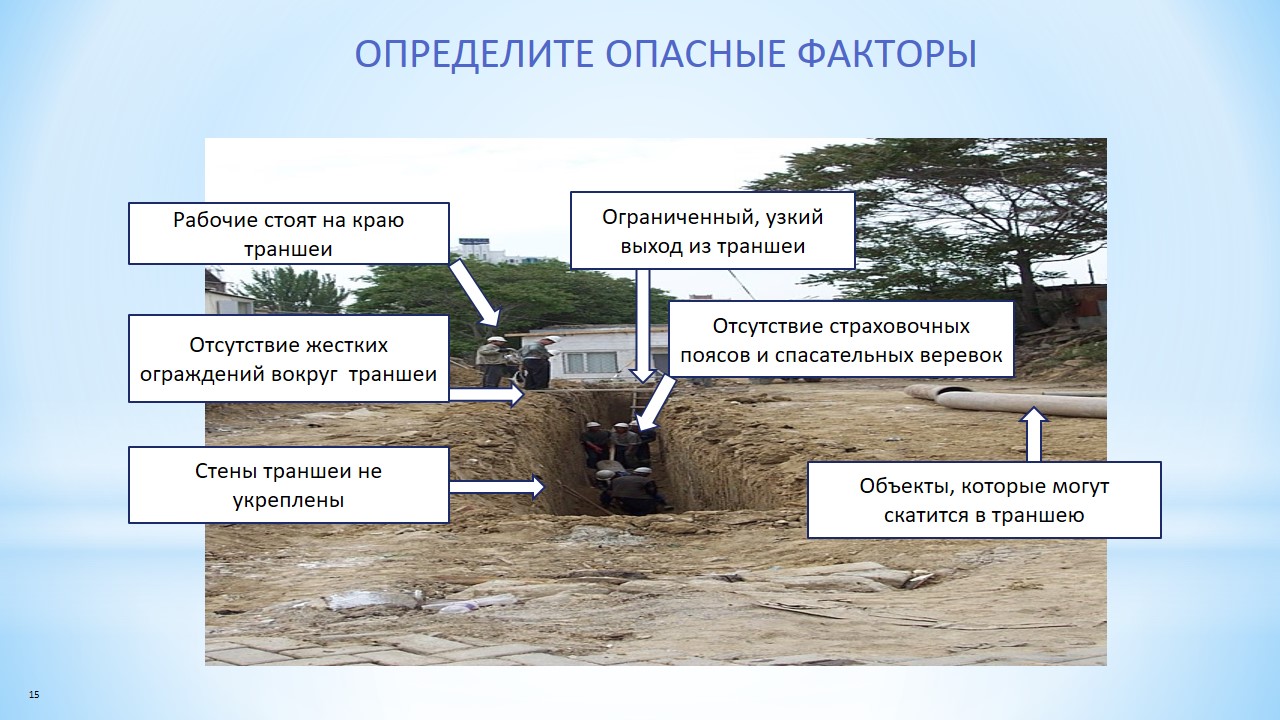 ОПРЕДЕЛИТЕ ОПАСНЫЕ ФАКТОРЫ
Рабочие стоят на краю
траншеи
Ограниченный, узкий
выход из траншеи
Отсутствие жестких
ограждений вокруг траншеи
Отсутствие страховочных
поясов и спасательных веревок
Стены траншеи не
укреплены
Объекты, которые могут
скатится в траншею
15